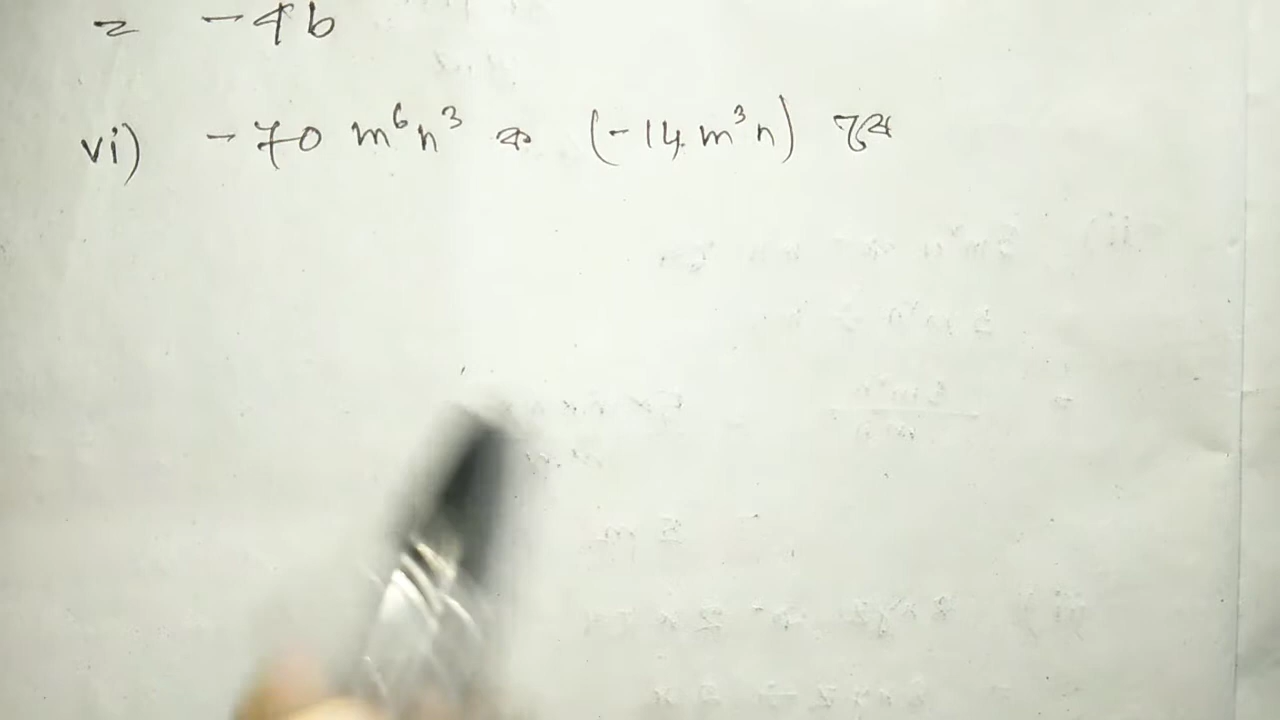 = -4b
vi) -70 m⁶n³ ক (-14 m³n) ৰে